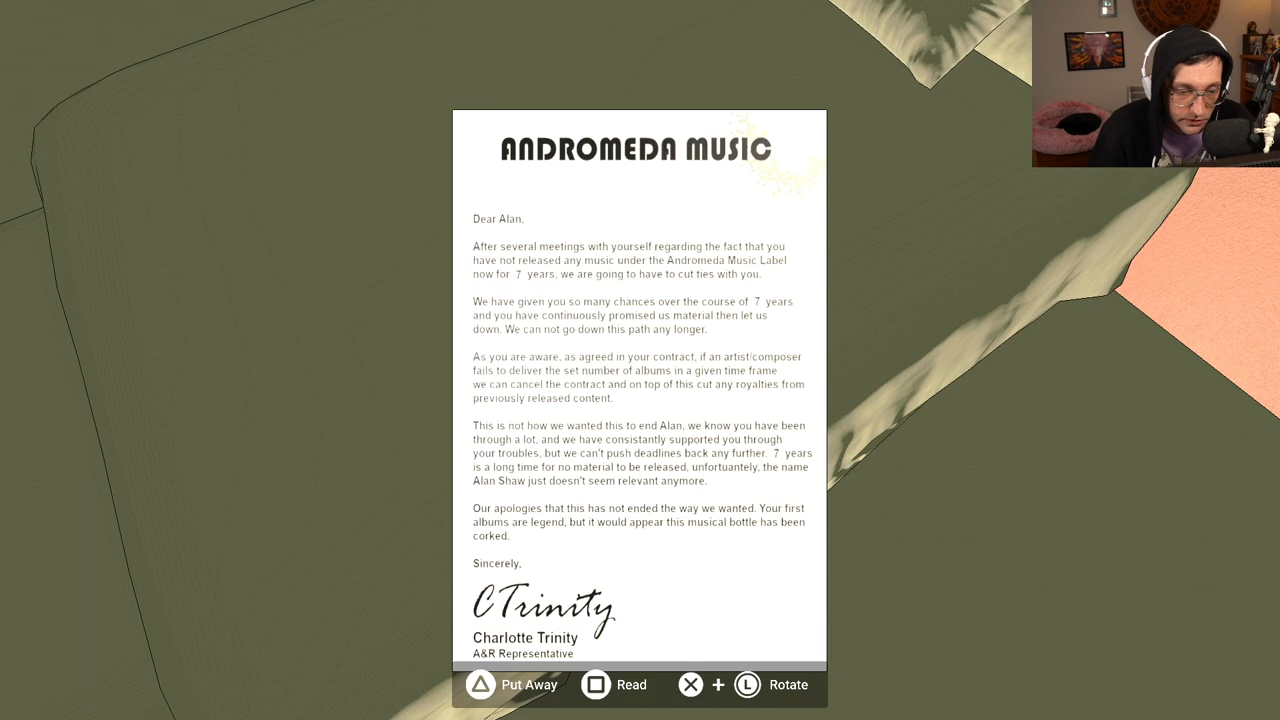 ANDROMEDA MUSIC
Dear Alan,
After several meetings with yourself regarding the fact that you
have not released any music under the Andromeda Music Label
now for 7 years, we are going to have to cut ties with you.
We have given you so many chances over the course of 7 years
and you have continuously promised us material then let us
down. We can not go down this path any longer.
As you are aware, as agreed in your contract, if an artist/composer
fails to deliver the set number of albums in a given time frame
we can cancel the contract and on top of this cut any royalties from
previously released content.
This is not how we wanted this to end Alan, we know you have been
through a lot, and we have consistantly supported you through
your troubles, but we can't push deadlines back any further. 7 years
is a long time for no material to be released, unfortuantely, the name
Alan Shaw just doesn't seem relevant anymore.
Our apologies that this has not ended the way we wanted. Your first
albums are legend, but it would appear this musical bottle has been
corked.
Sincerely,
CTrinity
Charlotte Trinity
A&R Representative
Put Away Read + L Rotate